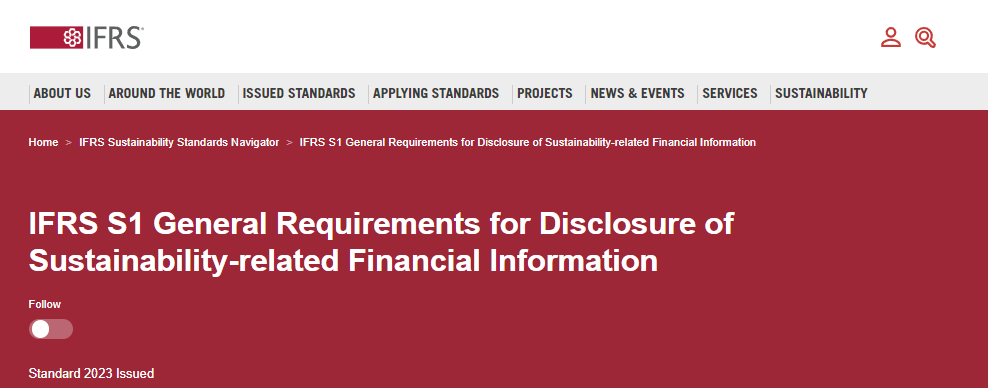 IFRS
ABOUT US AROUND THE WORLD ISSUED STANDARDS APPLYING STANDARDS PROJECTS NEWS & EVENTS SERVICES SUSTAINABILITY
Home > IFRS Sustainability Standards Navigator > IFRS S1 General Requirements for Disclosure of Sustainability-related Financial Information
IFRS S1 General Requirements for Disclosure of
Sustainability-related Financial Information
Follow
Standard 2023 Issued